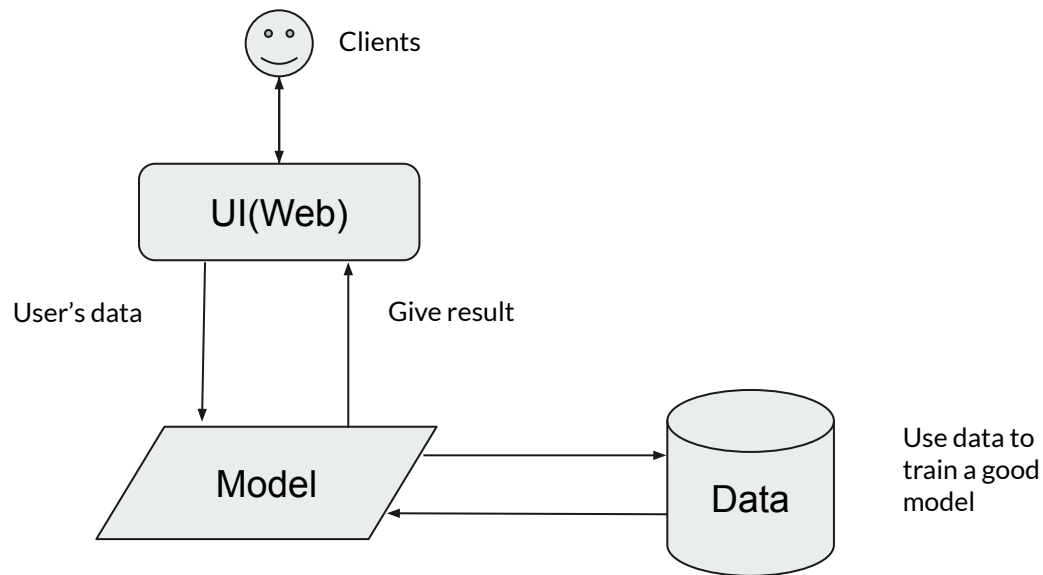 Clients
UI(Web)
User’s data
Give result
Model
Data
Use data to
train a good
model